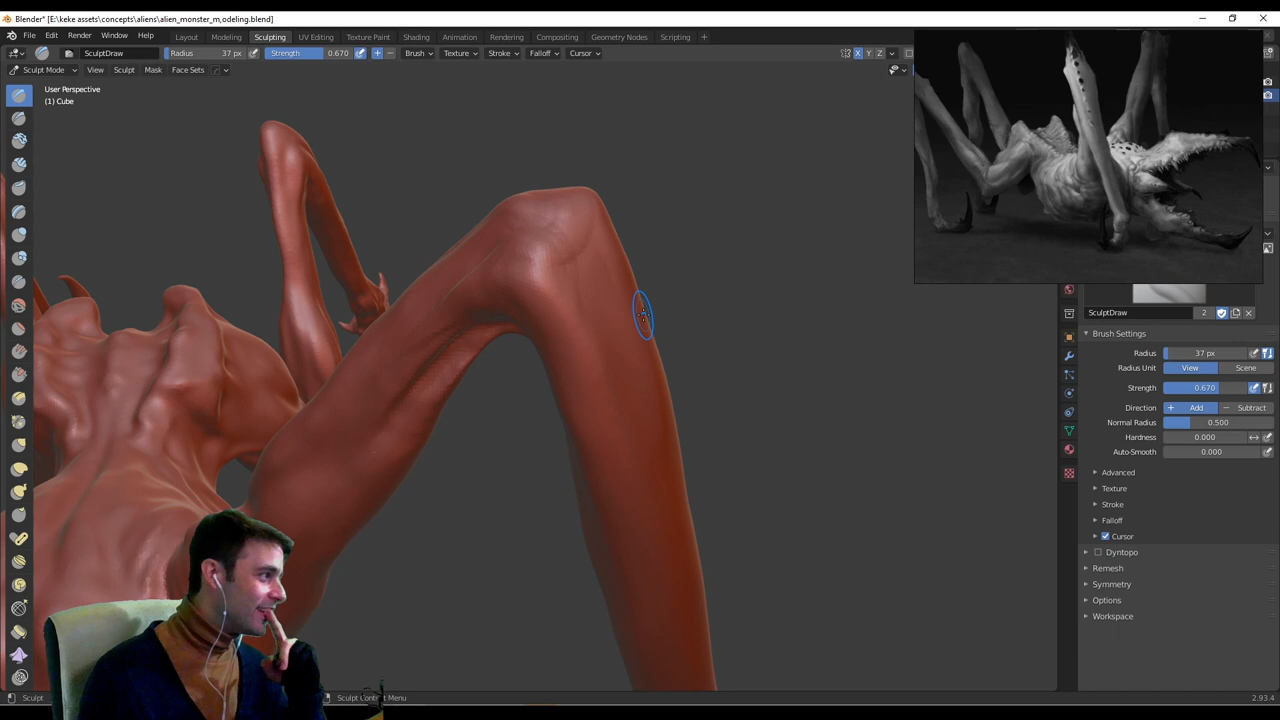 Blender* [E:\keke assets\concepts\aliens\alien_monster_m,odeling.blend]
File Edit Render Window Help Layout Modeling Sculpting UV Editing Texture Paint Shading Animation Rendering Compositing Geometry Nodes Scripting +
SculptDraw Radius 37 px Strength 0.670 Brush Texture Stroke Falloff Cursor X Y Z
Sculpt Mode View Sculpt Mask Face Sets
User Perspective
(1) Cube
SculptDraw 2
Brush Settings
Radius 37 px
Radius Unit View Scene
Strength 0.670
Direction + Add − Subtract
Normal Radius 0.500
Hardness 0.000
Auto-Smooth 0.000
Advanced
Texture
Stroke
Falloff
Cursor
Dyntopo
Remesh
Symmetry
Options
Workspace
Sculpt Sculpt Context Menu 2.93.4